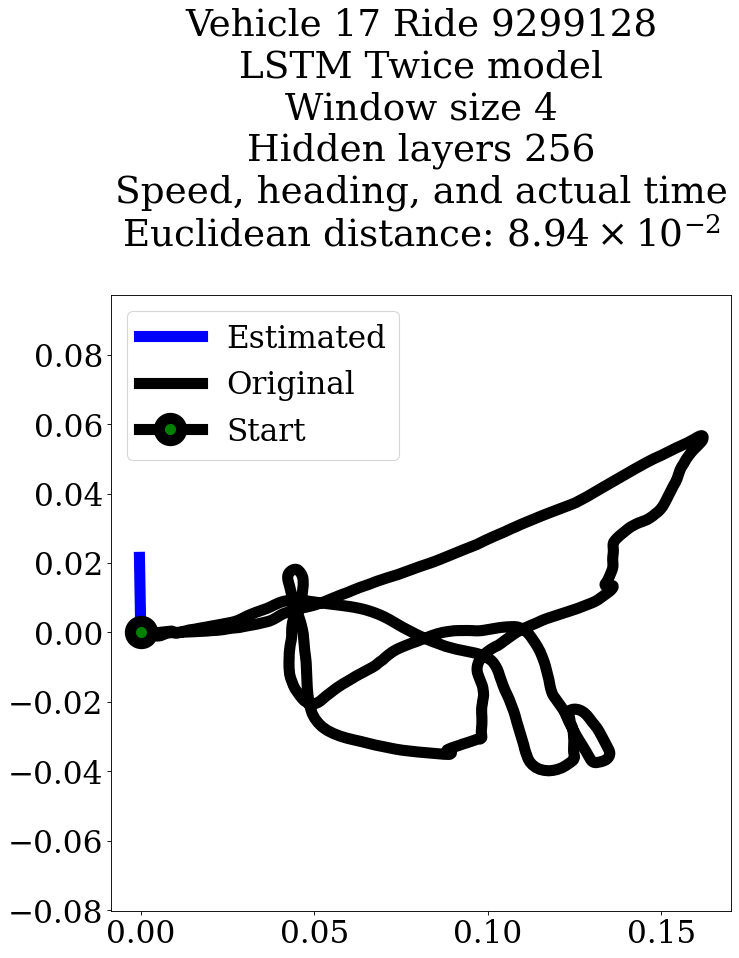 Vehicle 17 Ride 9299128
LSTM Twice model
Window size 4
Hidden layers 256
Speed, heading, and actual time
Euclidean distance: 8.94 × 10⁻²
Estimated
Original
Start
0.08
0.06
0.04
0.02
0.00
−0.02
−0.04
−0.06
−0.08
0.00 0.05 0.10 0.15